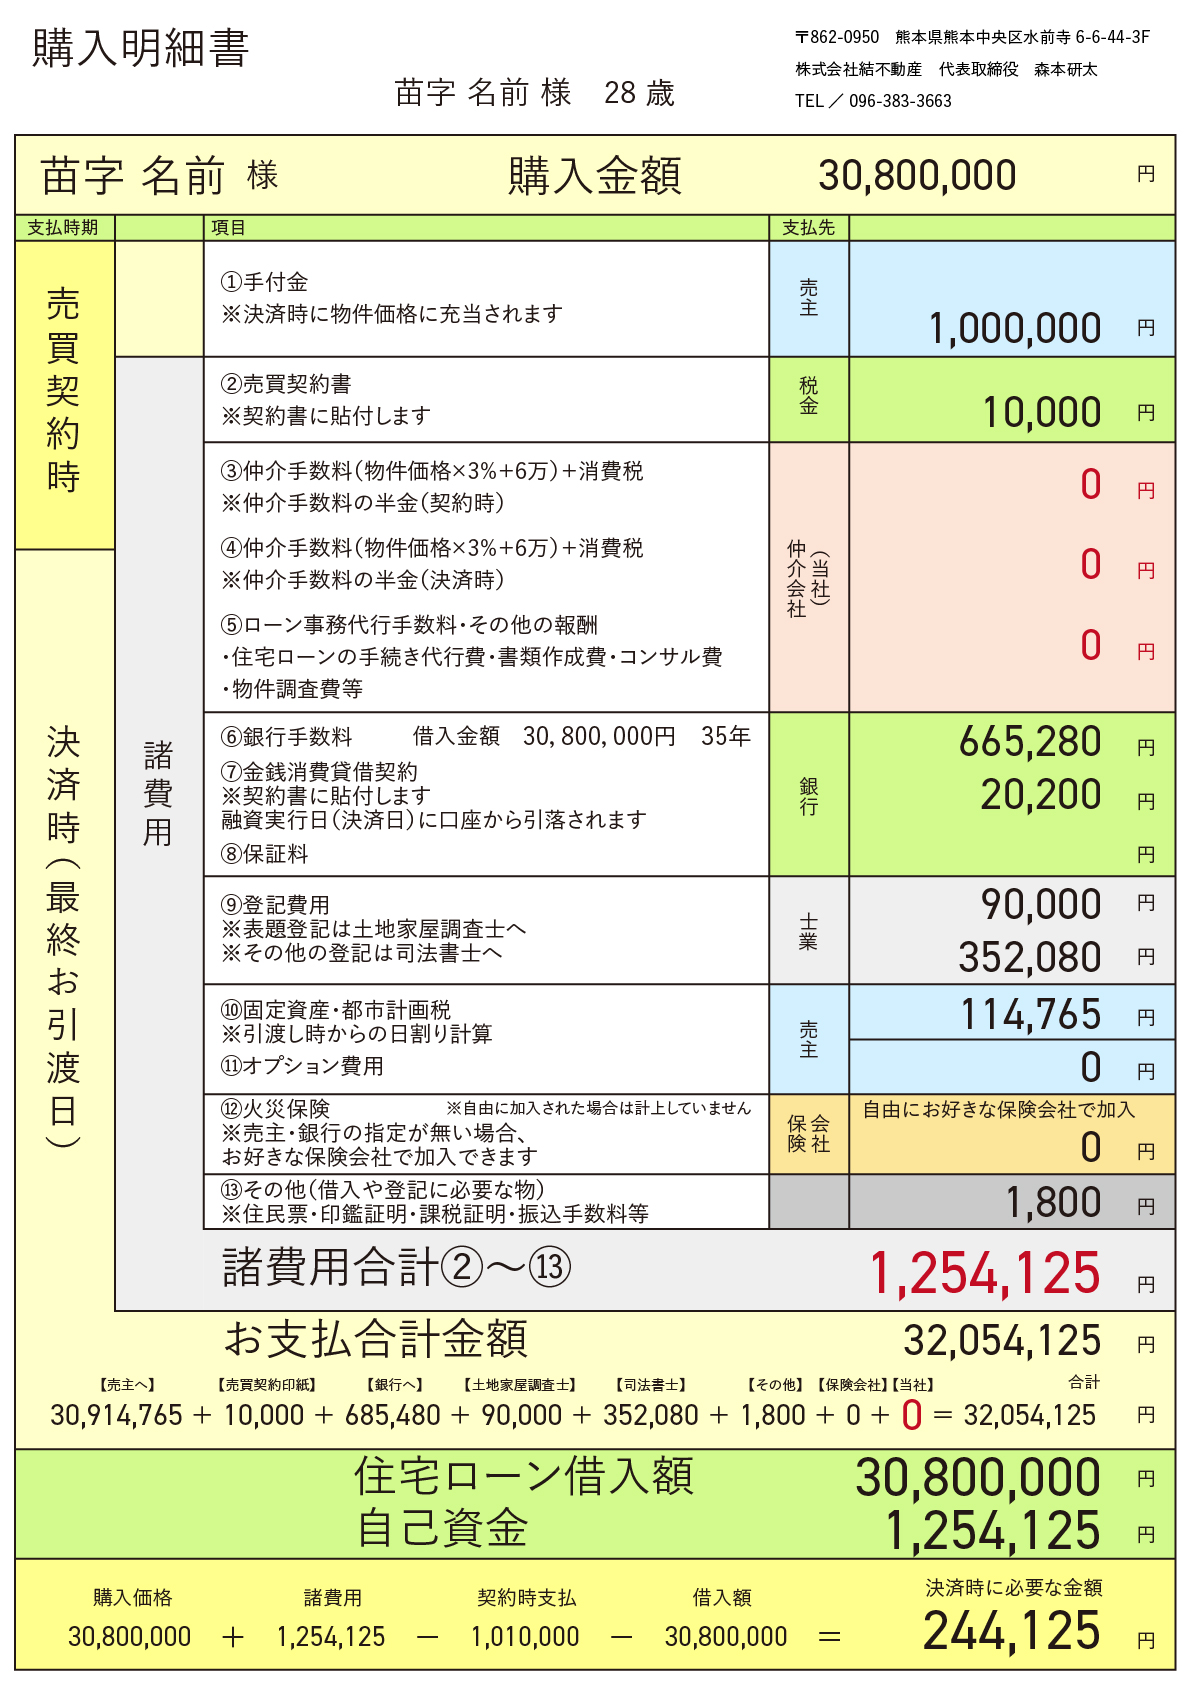 購入明細書
苗字 名前 様　28 歳
〒862-0950　熊本県熊本中央区水前寺 6-6-44-3F
株式会社結不動産　代表取締役　森本研太
TEL／ 096-383-3663
苗字 名前 様　購入金額　30,800,000 円
支払時期　項目　支払先
売買契約時
①手付金
※決済時に物件価格に充当されます
売主
1,000,000 円
諸費用
②売買契約書
※契約書に貼付します
税金
10,000 円
③仲介手数料(物件価格×3%+6万)+消費税
※仲介手数料の半金(契約時)
0 円
④仲介手数料(物件価格×3%+6万)+消費税
※仲介手数料の半金(決済時)
0 円
仲介会社
(当社)
⑤ローン事務代行手数料・その他の報酬
・住宅ローンの手続き代行費・書類作成費・コンサル費
・物件調査費等
0 円
決済時(最終お引渡日)
⑥銀行手数料　借入金額　30,800,000円　35年
665,280 円
⑦金銭消費貸借契約
※契約書に貼付します
融資実行日(決済日)に口座から引落されます
20,200 円
銀行
⑧保証料
円
⑨登記費用
※表題登記は土地家屋調査士へ
※その他の登記は司法書士へ
士業
90,000 円
352,080 円
⑩固定資産・都市計画税
※引渡し時からの日割り計算
売主
114,765 円
⑪オプション費用
0 円
⑫火災保険　※自由に加入された場合は計上していません
※売主・銀行の指定が無い場合、
お好きな保険会社で加入できます
保険会社
自由にお好きな保険会社で加入
0 円
⑬その他(借入や登記に必要な物)
※住民票・印鑑証明・課税証明・振込手数料等
1,800 円
諸費用合計②〜⑬　1,254,125 円
お支払合計金額　32,054,125 円
【売主へ】　【売買契約印紙】　【銀行へ】　【土地家屋調査士】　【司法書士】　【その他】　【保険会社】【当社】　合計
30,914,765 + 10,000 + 685,480 + 90,000 + 352,080 + 1,800 + 0 + 0 = 32,054,125 円
住宅ローン借入額　30,800,000 円
自己資金　1,254,125 円
購入価格　諸費用　契約時支払　借入額　決済時に必要な金額
30,800,000 + 1,254,125 − 1,010,000 − 30,800,000 = 244,125 円